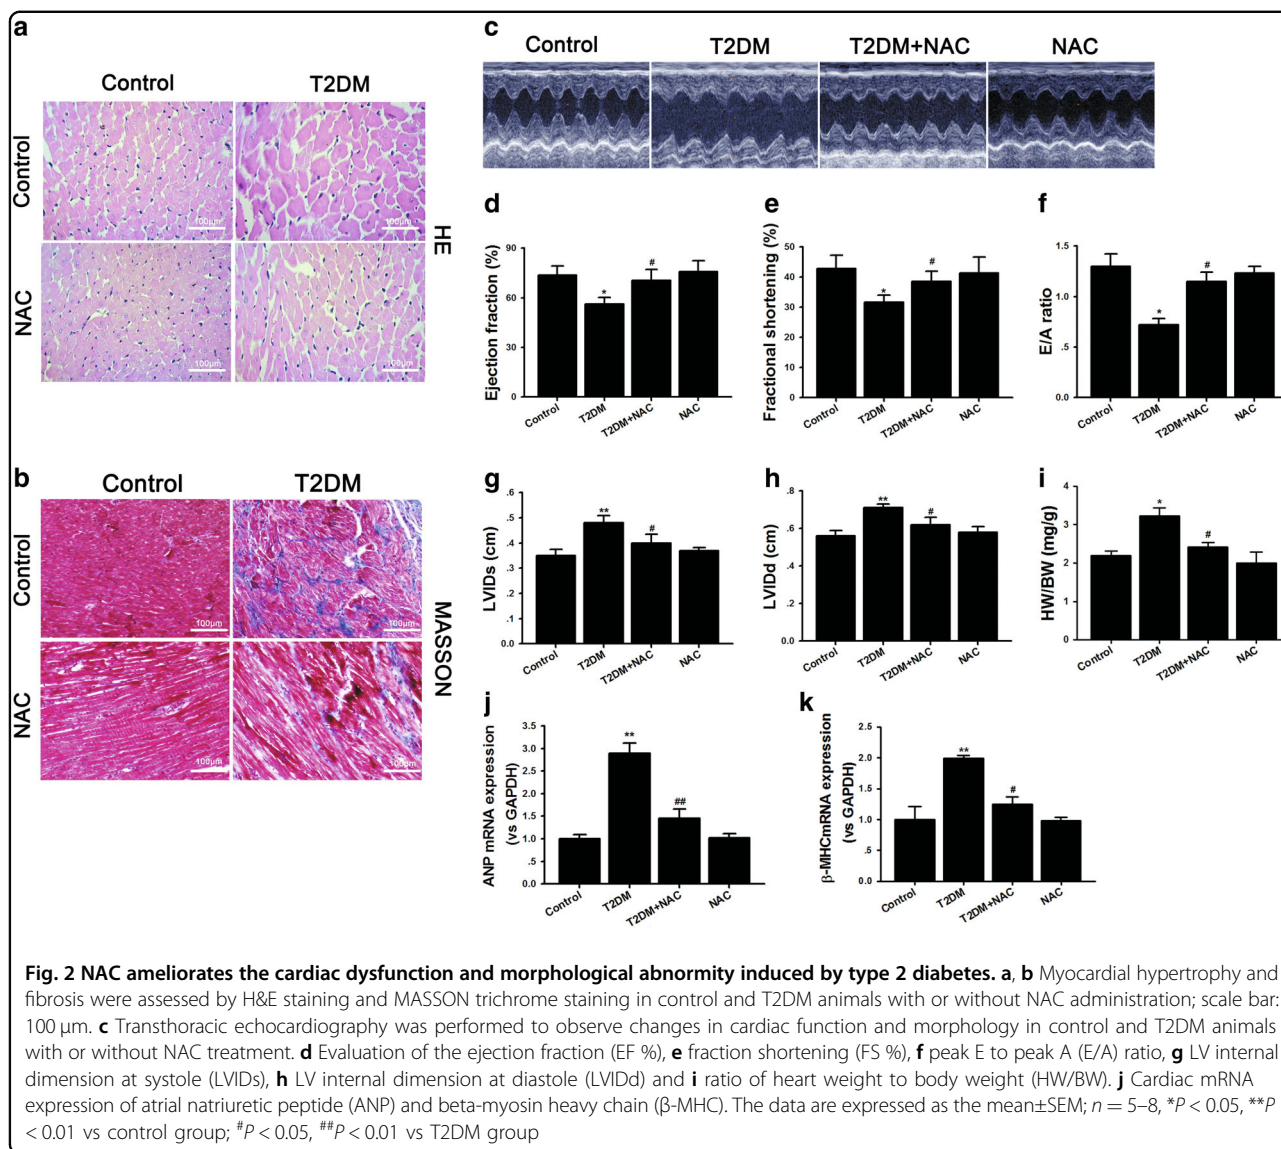 a
Control T2DM
Control
100µm 100µm
HE
NAC
100µm 100µm
b
Control T2DM
Control
100µm 100µm
MASSON
NAC
100µm 100µm
c
Control T2DM T2DM+NAC NAC
d
Ejection fraction (%)
90
60
30
0
*
#
Control T2DM T2DM+NAC NAC
e
Fractional shortening (%)
50
40
30
20
10
0
*
#
Control T2DM T2DM+NAC NAC
f
E/A ratio
1.5
1.0
.5
0.0
*
#
Control T2DM T2DM+NAC NAC
g
LVIDs (cm)
.6
.5
.4
.3
.2
.1
0.0
**
#
Control T2DM T2DM+NAC NAC
h
LVIDd (cm)
.8
.6
.4
.2
0.0
**
#
Control T2DM T2DM+NAC NAC
i
HW/BW (mg/g)
4
3
2
1
0
*
#
Control T2DM T2DM+NAC NAC
j
ANP mRNA expression
(vs GAPDH)
3.5
3.0
2.5
2.0
1.5
1.0
.5
0.0
**
##
Control T2DM T2DM+NAC NAC
k
β-MHCmRNA expression
(vs GAPDH)
2.5
2.0
1.5
1.0
.5
0.0
**
#
Control T2DM T2DM+NAC NAC
Fig. 2 NAC ameliorates the cardiac dysfunction and morphological abnormity induced by type 2 diabetes. a, b Myocardial hypertrophy and
fibrosis were assessed by H&E staining and MASSON trichrome staining in control and T2DM animals with or without NAC administration; scale bar:
100 µm. c Transthoracic echocardiography was performed to observe changes in cardiac function and morphology in control and T2DM animals
with or without NAC treatment. d Evaluation of the ejection fraction (EF %), e fraction shortening (FS %), f peak E to peak A (E/A) ratio, g LV internal
dimension at systole (LVIDs), h LV internal dimension at diastole (LVIDd) and i ratio of heart weight to body weight (HW/BW). j Cardiac mRNA
expression of atrial natriuretic peptide (ANP) and beta-myosin heavy chain (β-MHC). The data are expressed as the mean±SEM; n = 5–8, *P < 0.05, **P
< 0.01 vs control group; #P < 0.05, ##P < 0.01 vs T2DM group